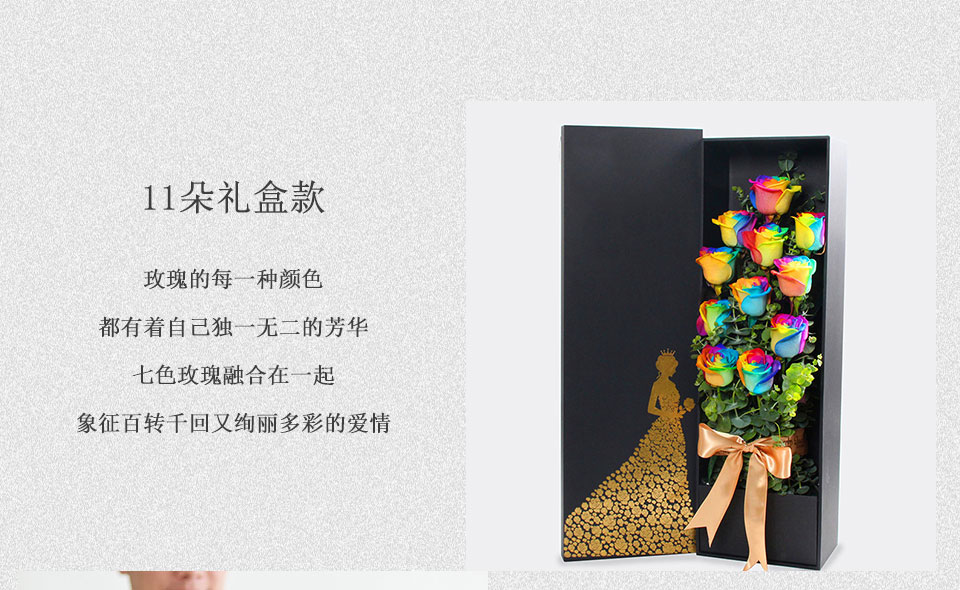 11朵礼盒款
玫瑰的每一种颜色
都有着自己独一无二的芳华
七色玫瑰融合在一起
象征百转千回又绚丽多彩的爱情